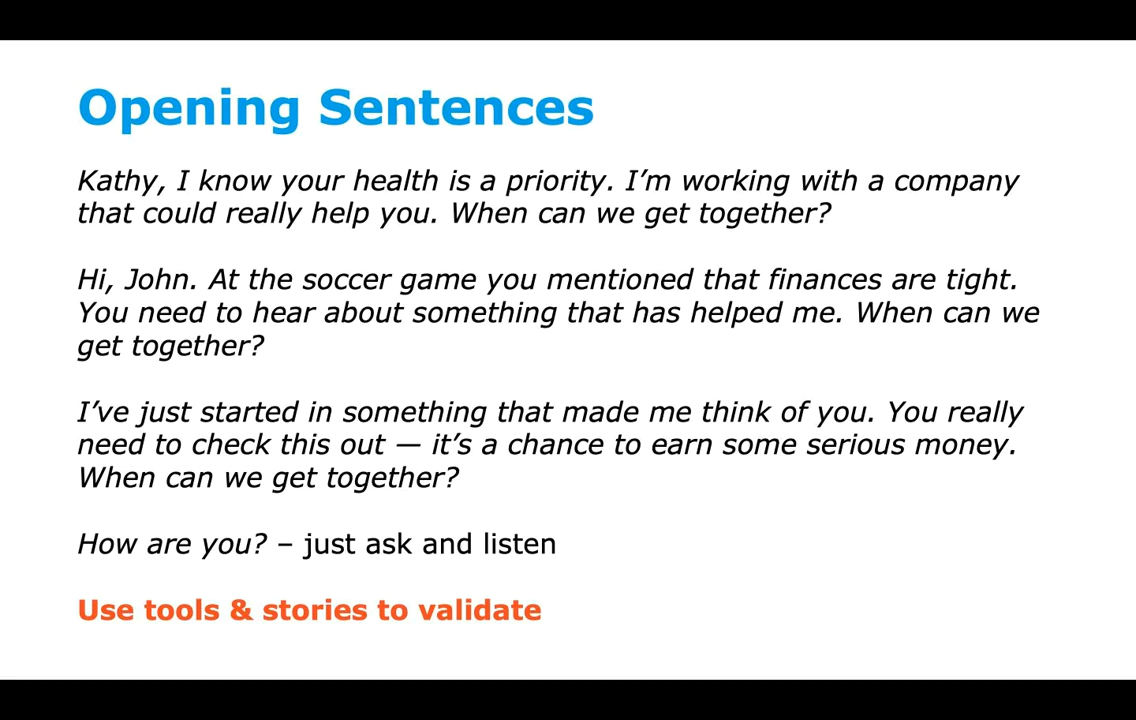 Opening Sentences
Kathy, I know your health is a priority. I’m working with a company
that could really help you. When can we get together?
Hi, John. At the soccer game you mentioned that finances are tight.
You need to hear about something that has helped me. When can we
get together?
I’ve just started in something that made me think of you. You really
need to check this out — it’s a chance to earn some serious money.
When can we get together?
How are you? – just ask and listen
Use tools & stories to validate